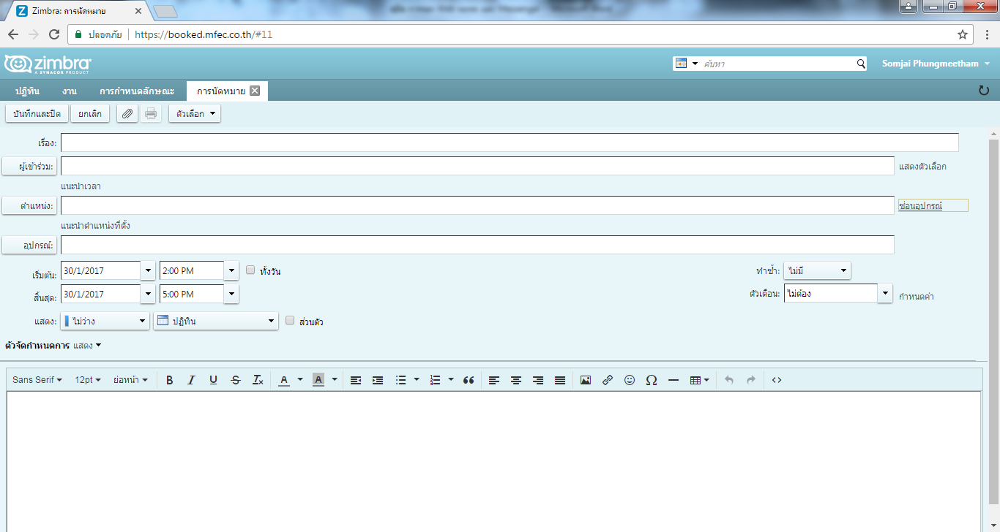 Zimbra: การนัดหมาย
ปลอดภัย https://booked.mfec.co.th/#11
zimbra
A SYNACOR PRODUCT
ค้นหา Somjai Phungmeetham
ปฏิทิน งาน การกำหนดลักษณะ การนัดหมาย
บันทึกและปิด ยกเลิก ตัวเลือก
เรื่อง:
ผู้เข้าร่วม: แสดงตัวเลือก
แนะนำเวลา
ตำแหน่ง: ซ่อนอุปกรณ์
แนะนำตำแหน่งที่ตั้ง
อุปกรณ์:
เริ่มต้น: 30/1/2017 2:00 PM ทั้งวัน ทำซ้ำ: ไม่มี
สิ้นสุด: 30/1/2017 5:00 PM ตัวเตือน: ไม่ต้อง กำหนดค่า
แสดง: ไม่ว่าง ปฏิทิน ส่วนตัว
ตัวจัดกำหนดการ แสดง
Sans Serif 12pt ย่อหน้า